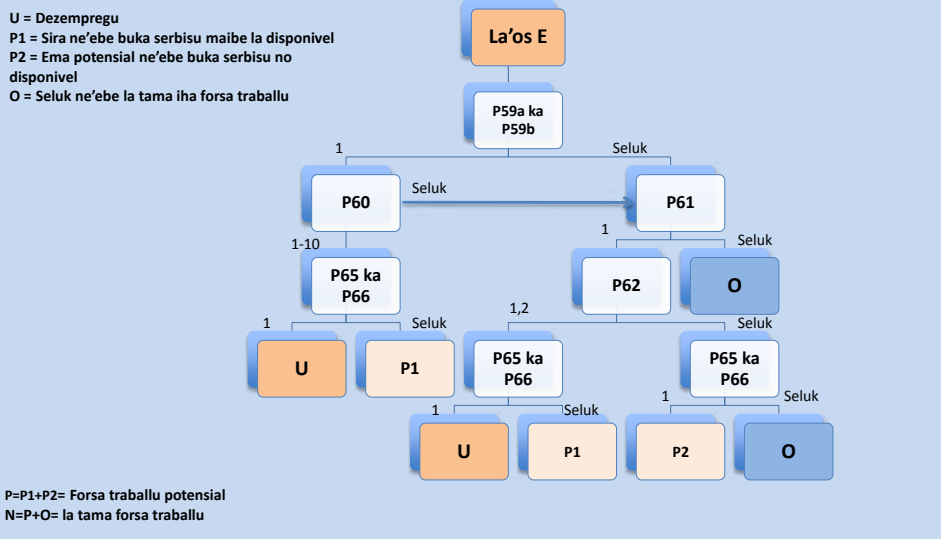 U = Dezempregu
P1 = Sira ne'ebe buka serbisu maibe la disponivel
P2 = Ema potensial ne'ebe buka serbisu no
disponivel
O = Seluk ne'ebe la tama iha forsa traballu
La'os E
P59a ka
P59b
1
Seluk
P60
Seluk
P61
1-10
1
Seluk
P65 ka
P66
P62
O
1
Seluk
1,2
Seluk
U
P1
P65 ka
P66
P65 ka
P66
1
Seluk
1
Seluk
U
P1
P2
O
P=P1+P2= Forsa traballu potensial
N=P+O= la tama forsa traballu